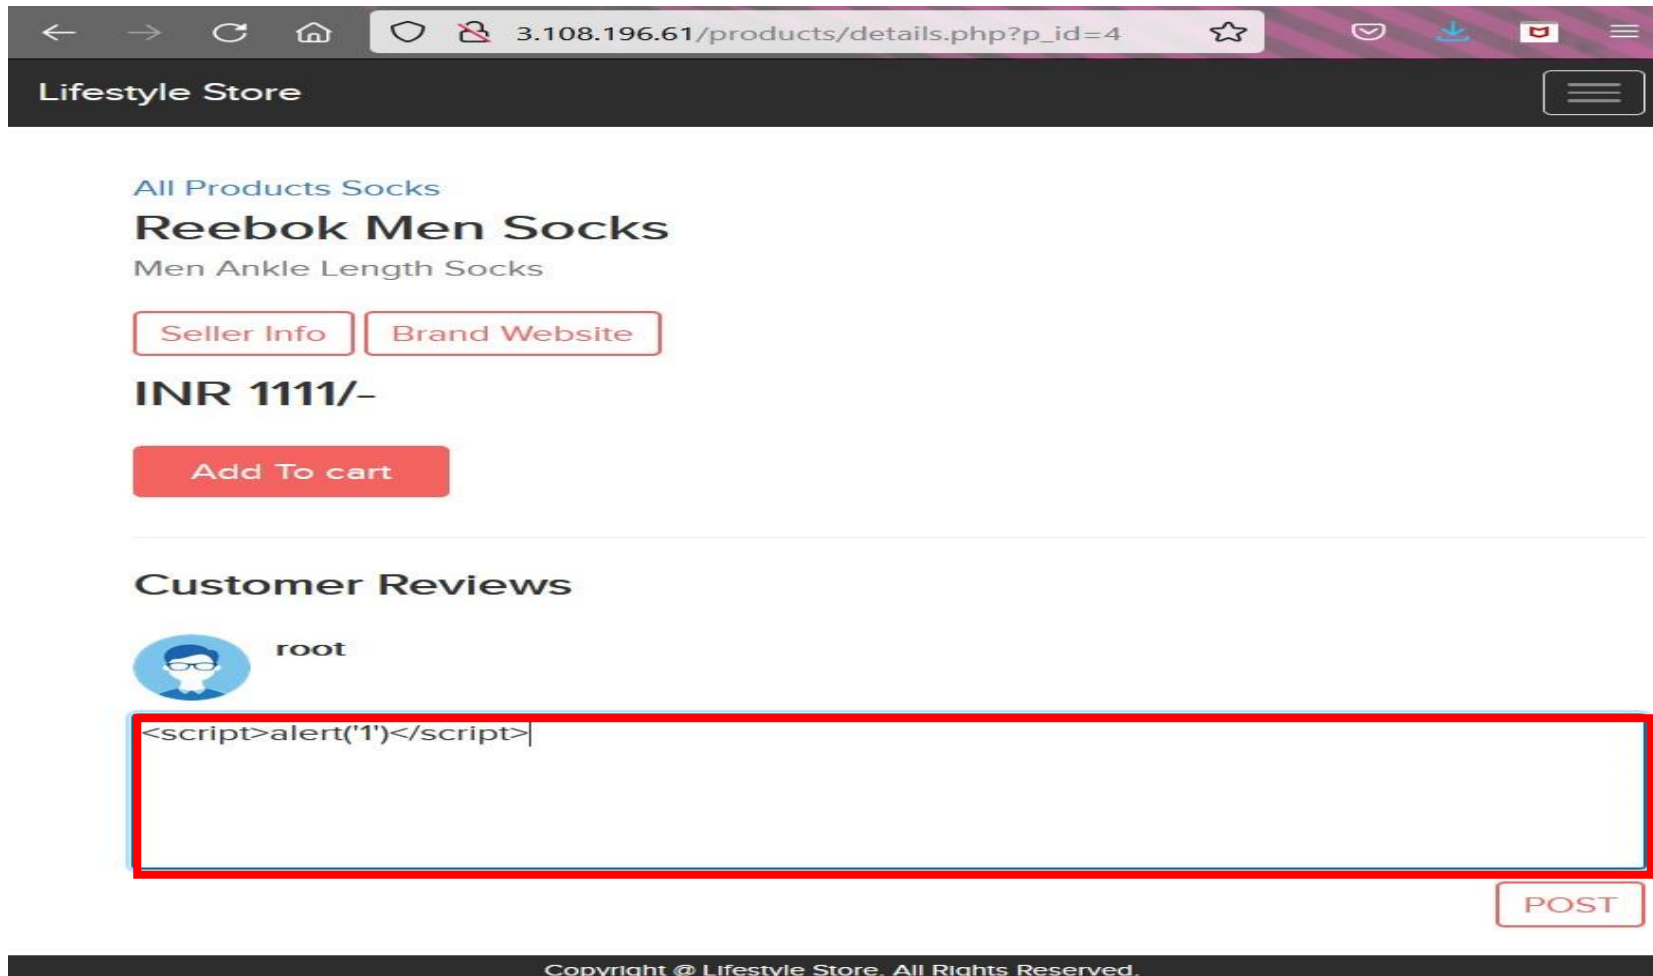 3.108.196.61/products/details.php?p_id=4
Lifestyle Store
All Products Socks
Reebok Men Socks
Men Ankle Length Socks
Seller Info Brand Website
INR 1111/-
Add To cart
Customer Reviews
root
<script>alert('1')</script>
POST
Copyright @ Lifestyle Store. All Rights Reserved.